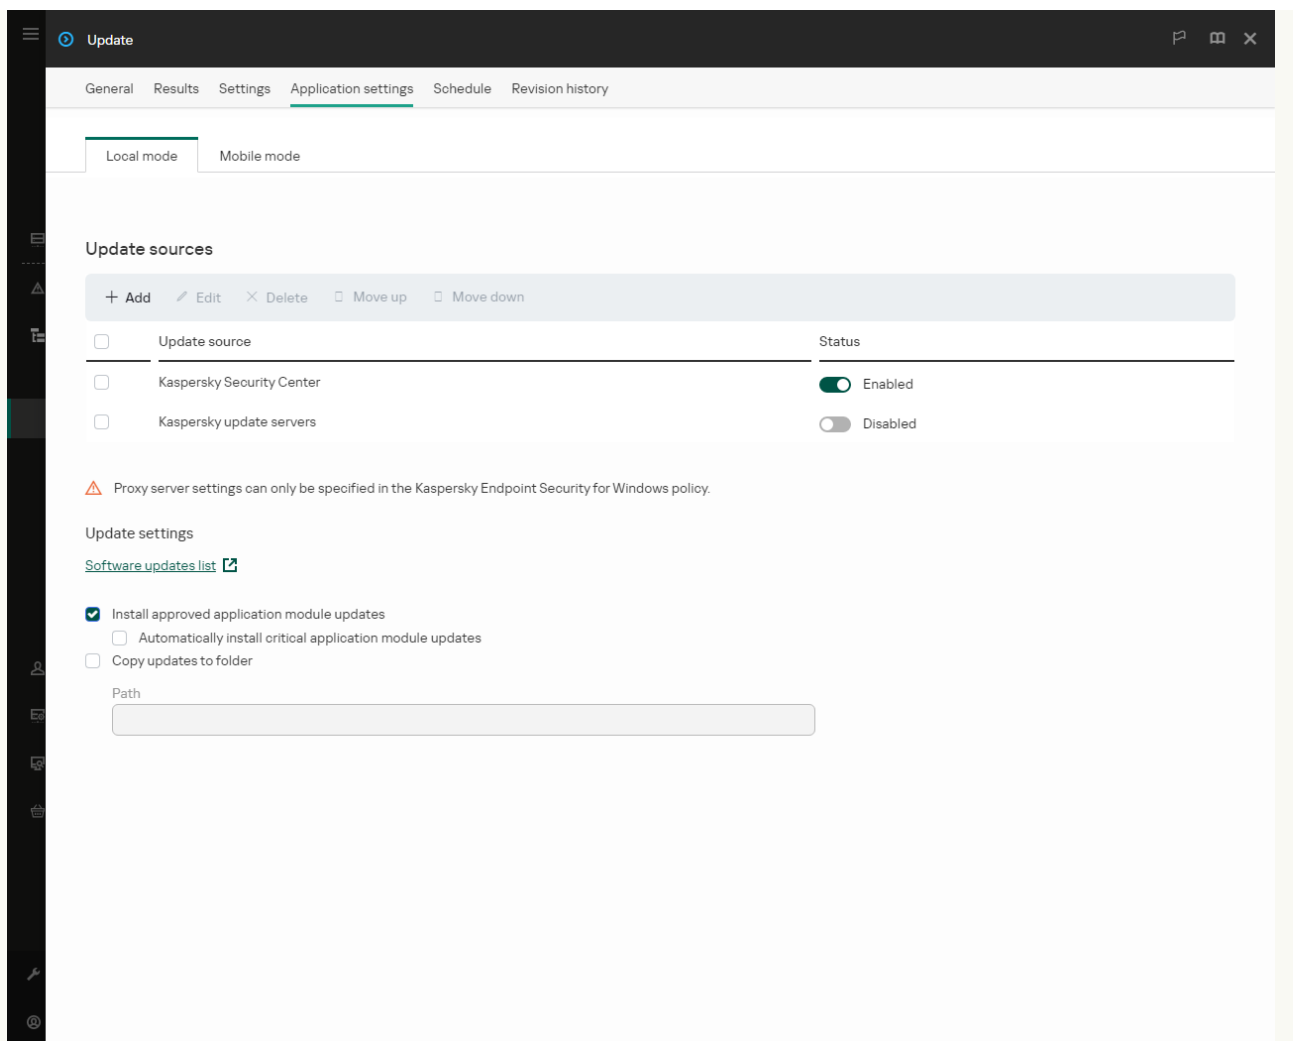 Update
General Results Settings Application settings Schedule Revision history
Local mode Mobile mode
Update sources
Add Edit Delete Move up Move down
Update source Status
Kaspersky Security Center Enabled
Kaspersky update servers Disabled
Proxy server settings can only be specified in the Kaspersky Endpoint Security for Windows policy.
Update settings
Software updates list
Install approved application module updates
Automatically install critical application module updates
Copy updates to folder
Path